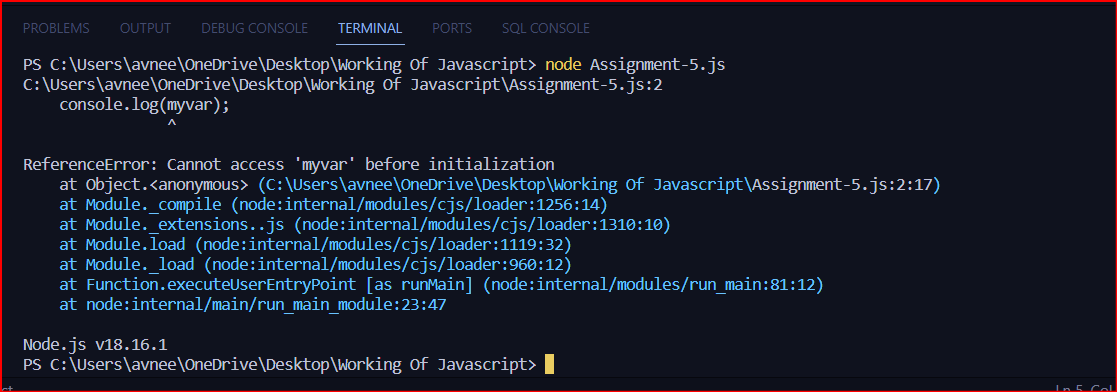 PROBLEMS OUTPUT DEBUG CONSOLE TERMINAL PORTS SQL CONSOLE
PS C:\Users\avnee\OneDrive\Desktop\Working Of Javascript> node Assignment-5.js
C:\Users\avnee\OneDrive\Desktop\Working Of Javascript\Assignment-5.js:2
    console.log(myvar);
                ^
ReferenceError: Cannot access 'myvar' before initialization
    at Object.<anonymous> (C:\Users\avnee\OneDrive\Desktop\Working Of Javascript\Assignment-5.js:2:17)
    at Module._compile (node:internal/modules/cjs/loader:1256:14)
    at Module._extensions..js (node:internal/modules/cjs/loader:1310:10)
    at Module.load (node:internal/modules/cjs/loader:1119:32)
    at Module._load (node:internal/modules/cjs/loader:960:12)
    at Function.executeUserEntryPoint [as runMain] (node:internal/modules/run_main:81:12)
    at node:internal/main/run_main_module:23:47
Node.js v18.16.1
PS C:\Users\avnee\OneDrive\Desktop\Working Of Javascript>